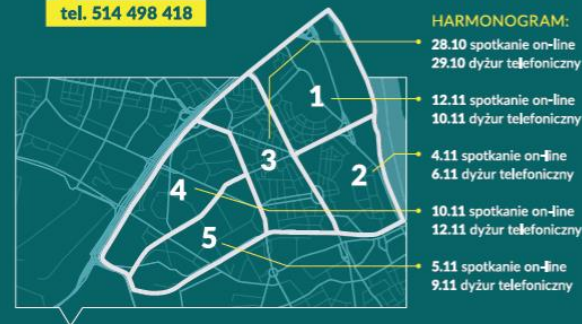 tel. 514 498 418
HARMONOGRAM:
28.10 spotkanie on-line
29.10 dyżur telefoniczny
12.11 spotkanie on-line
10.11 dyżur telefoniczny
4.11 spotkanie on-line
6.11 dyżur telefoniczny
10.11 spotkanie on-line
12.11 dyżur telefoniczny
5.11 spotkanie on-line
9.11 dyżur telefoniczny
1
2
3
4
5